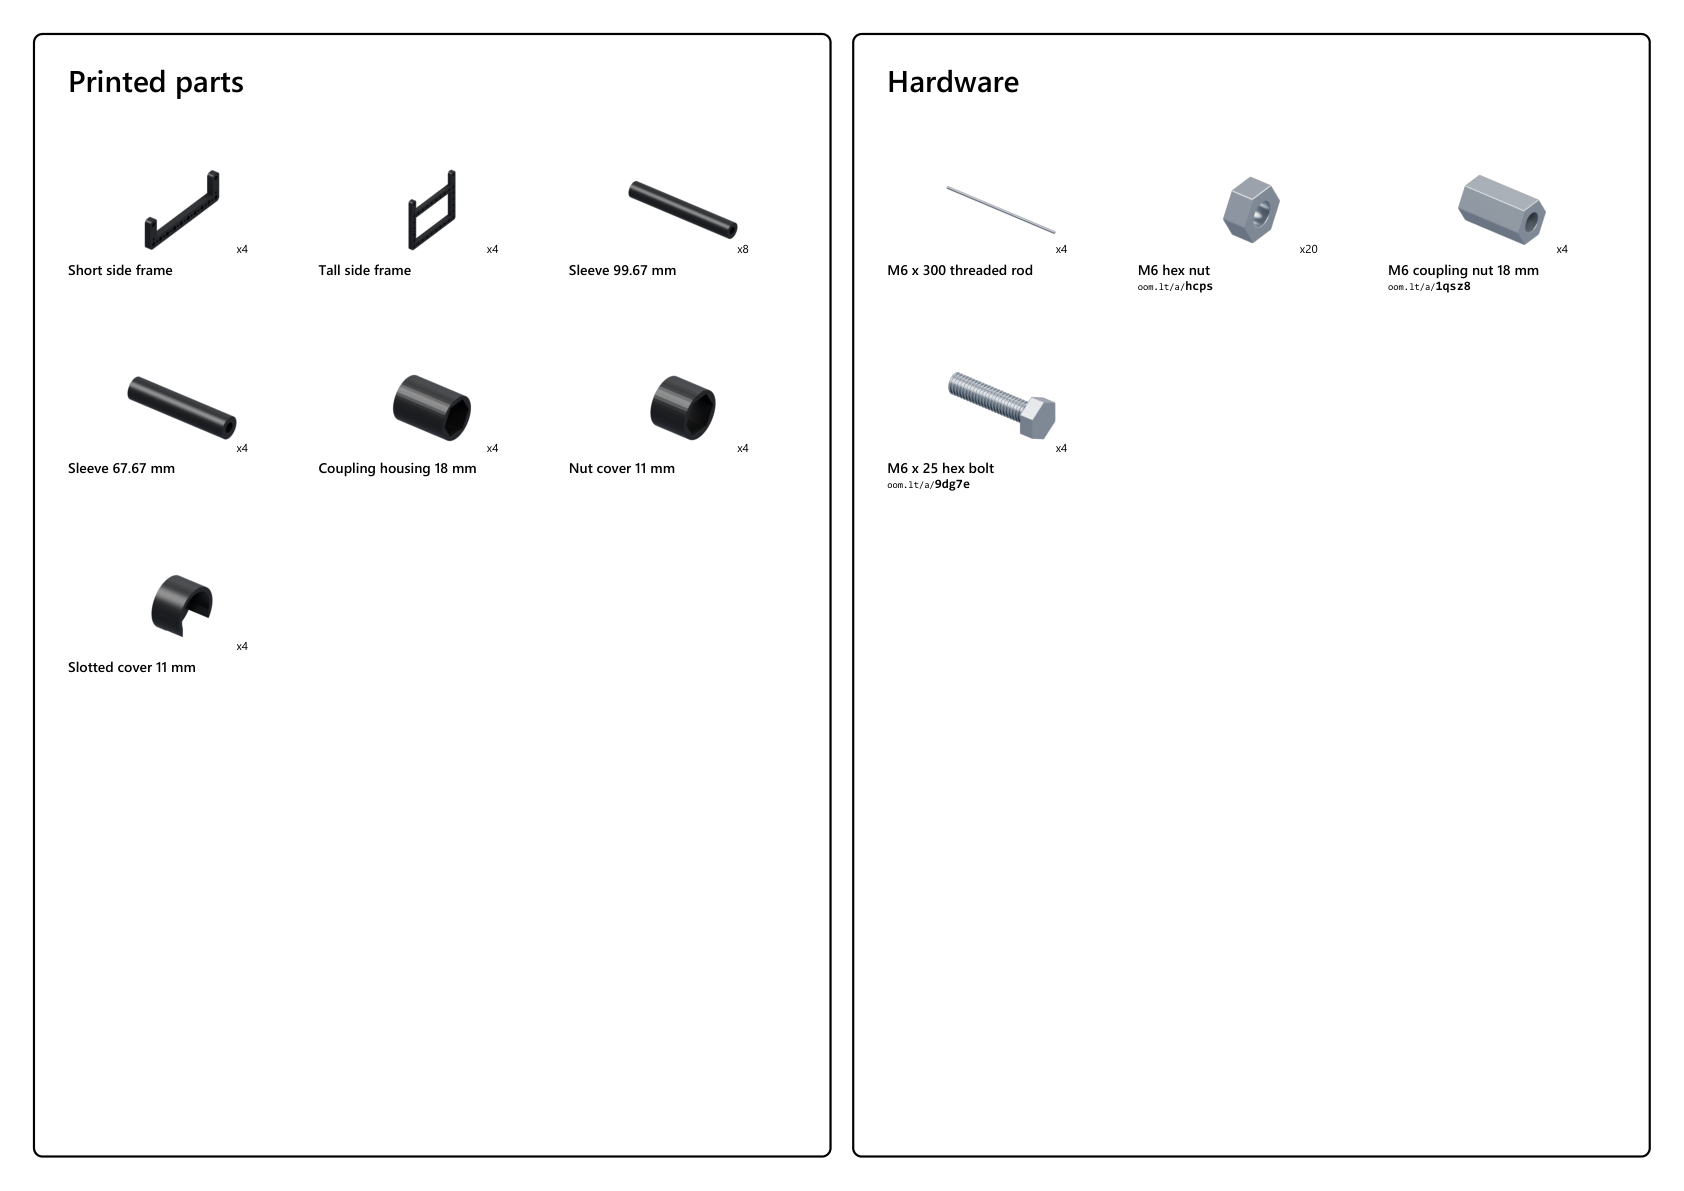 Printed parts
x4
Short side frame
x4
Tall side frame
x8
Sleeve 99.67 mm
x4
Sleeve 67.67 mm
x4
Coupling housing 18 mm
x4
Nut cover 11 mm
x4
Slotted cover 11 mm
Hardware
x4
M6 x 300 threaded rod
x20
M6 hex nut
oom.lt/a/hcps
x4
M6 coupling nut 18 mm
oom.lt/a/1qsz8
x4
M6 x 25 hex bolt
oom.lt/a/9dg7e